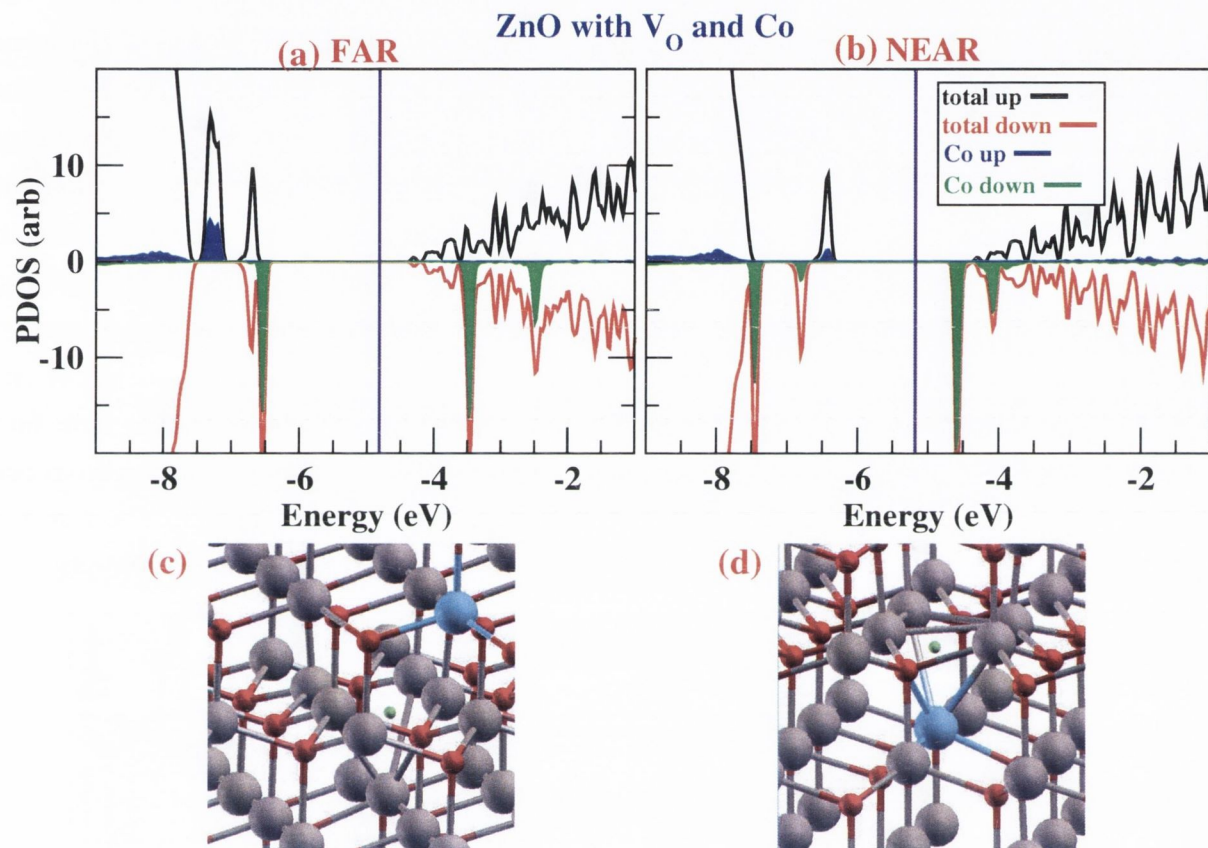 ZnO with V_O and Co
(a) FAR
(b) NEAR
total up
total down
Co up
Co down
PDOS (arb)
10
0
-10
-8
-6
-4
-2
-8
-6
-4
-2
Energy (eV)
Energy (eV)
(c)
(d)